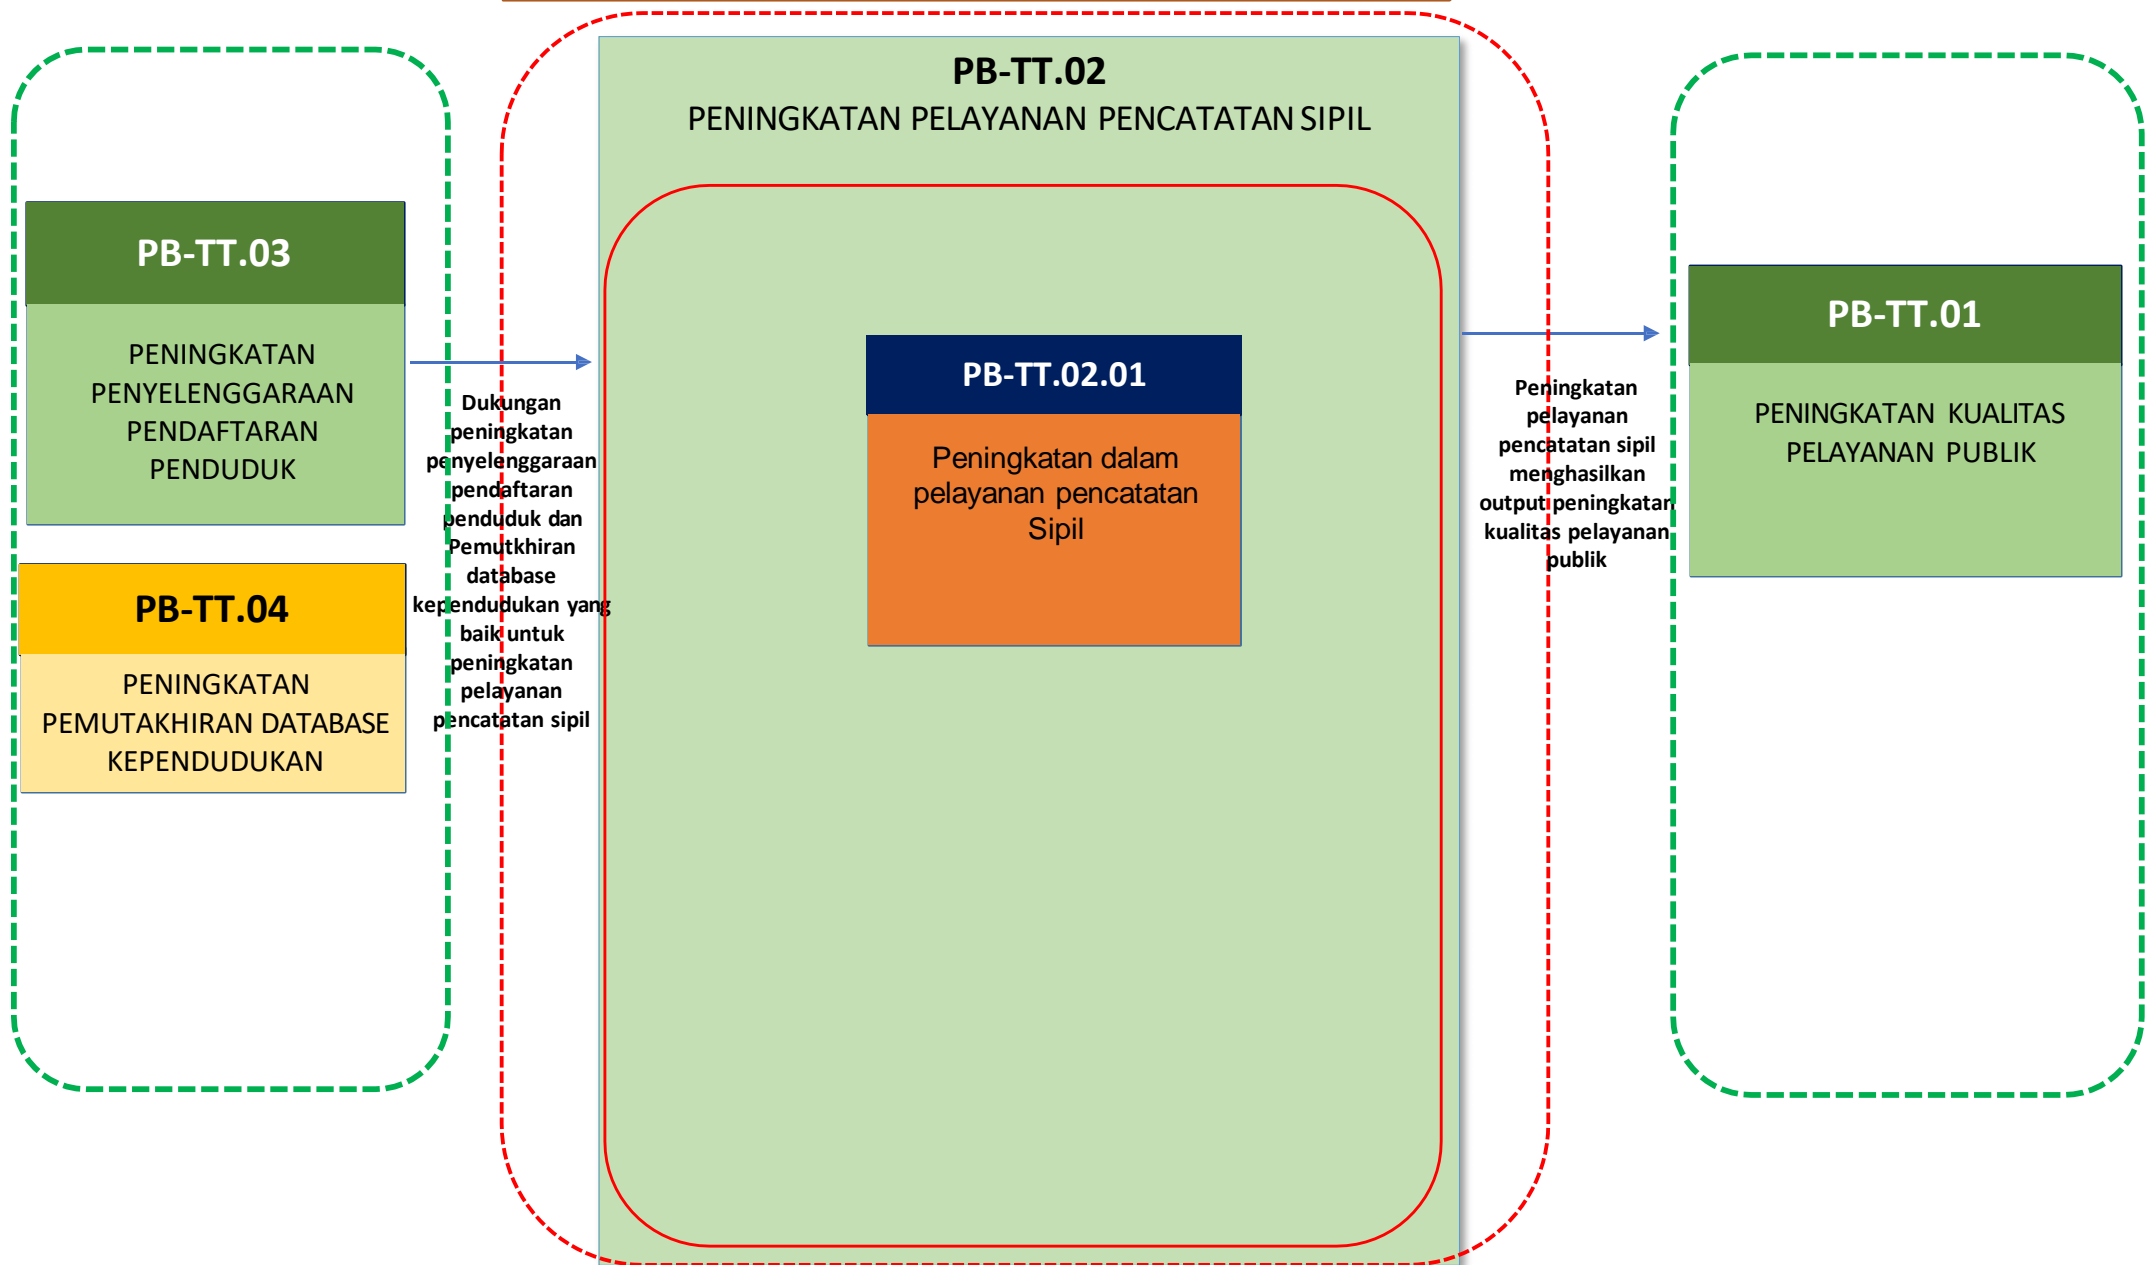 PB-TT.02
PENINGKATAN PELAYANAN PENCATATAN SIPIL
PB-TT.03
PENINGKATAN
PENYELENGGARAAN
PENDAFTARAN
PENDUDUK
PB-TT.04
PENINGKATAN
PEMUTAKHIRAN DATABASE
KEPENDUDUKAN
Dukungan
peningkatan
penyelenggaraan
pendaftaran
penduduk dan
Pemutkhiran
database
kependudukan yang
baik untuk
peningkatan
pelayanan
pencatatan sipil
PB-TT.02.01
Peningkatan dalam
pelayanan pencatatan
Sipil
Peningkatan
pelayanan
pencatatan sipil
menghasilkan
output peningkatan
kualitas pelayanan
publik
PB-TT.01
PENINGKATAN KUALITAS
PELAYANAN PUBLIK